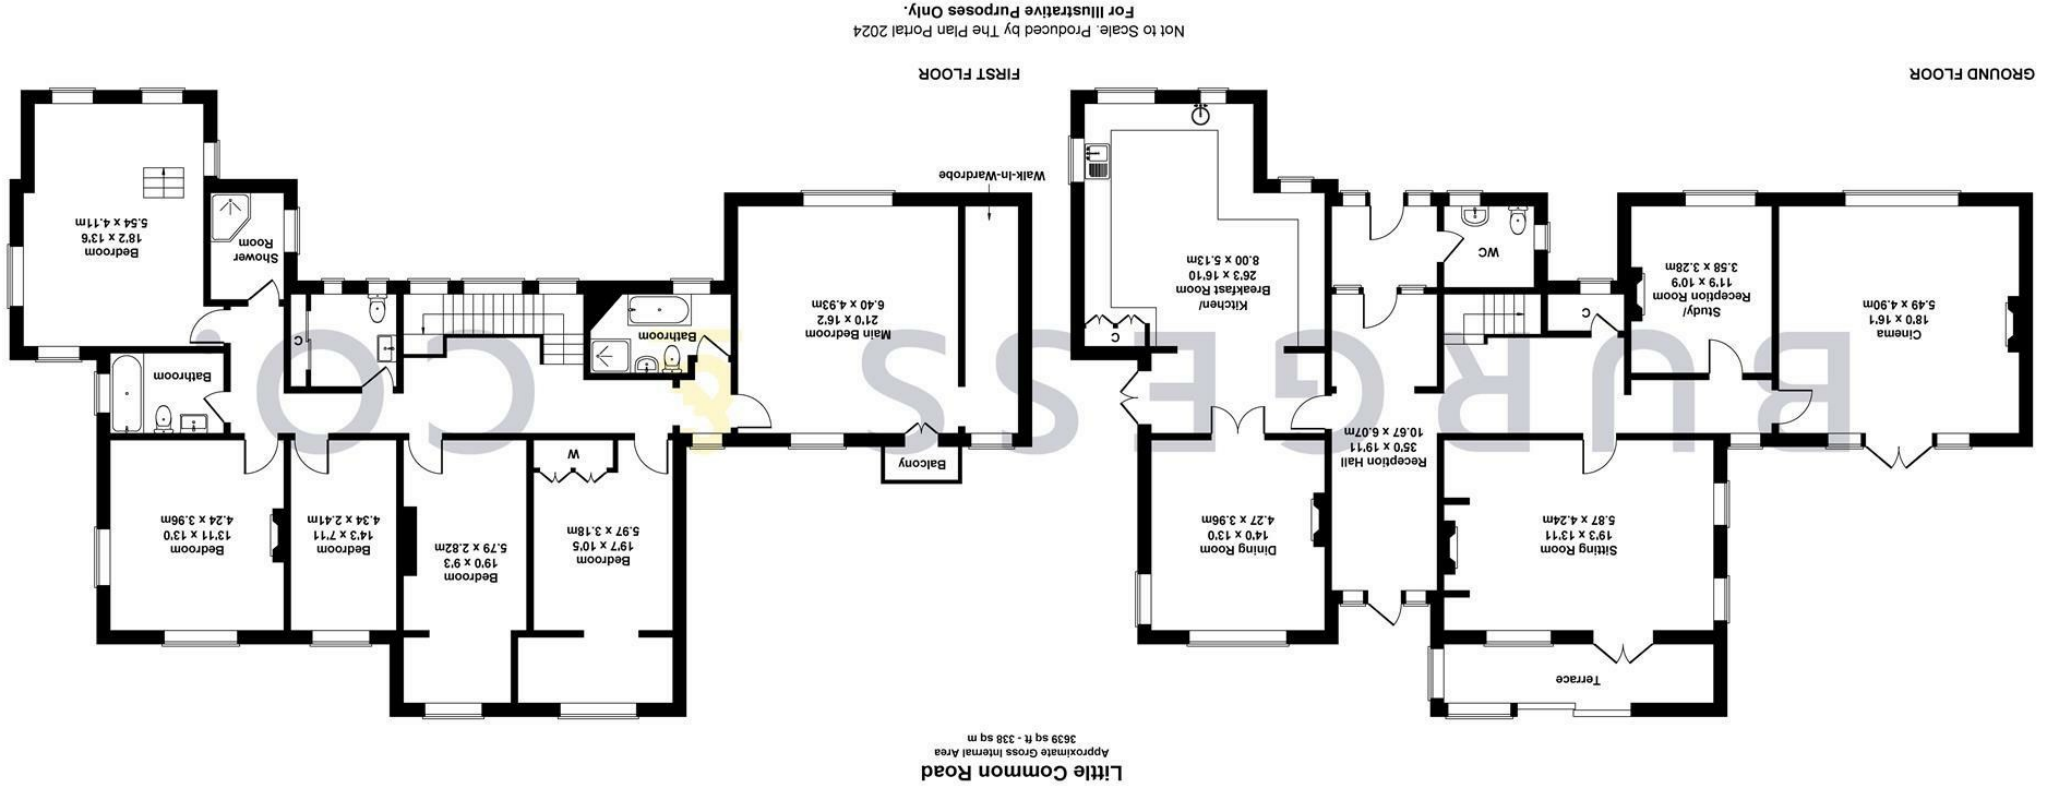 Little Common Road
Approximate Gross Internal Area
3639 sq ft - 338 sq m
Terrace
Sitting Room
19'3 x 13'11
5.87 x 4.24m
Reception Hall
35'0 x 19'11
10.67 x 6.07m
Dining Room
14'0 x 13'0
4.27 x 3.96m
Cinema
18'0 x 16'1
5.49 x 4.90m
Study/
Reception Room
11'9 x 10'9
3.58 x 3.28m
C
WC
Kitchen/
Breakfast Room
26'3 x 16'10
8.00 x 5.13m
C
GROUND FLOOR
Balcony
Main Bedroom
21'0 x 16'2
6.40 x 4.93m
Walk-In-Wardrobe
Bedroom
19'7 x 10'5
5.97 x 3.18m
W
Bedroom
19'0 x 9'3
5.79 x 2.82m
Bedroom
14'3 x 7'11
4.34 x 2.41m
Bedroom
13'11 x 13'0
4.24 x 3.96m
Bathroom
C
Bathroom
Shower
Room
Bedroom
18'2 x 13'6
5.54 x 4.11m
FIRST FLOOR
BURGESS & CO.
Not to Scale. Produced by The Plan Portal 2024
For Illustrative Purposes Only.